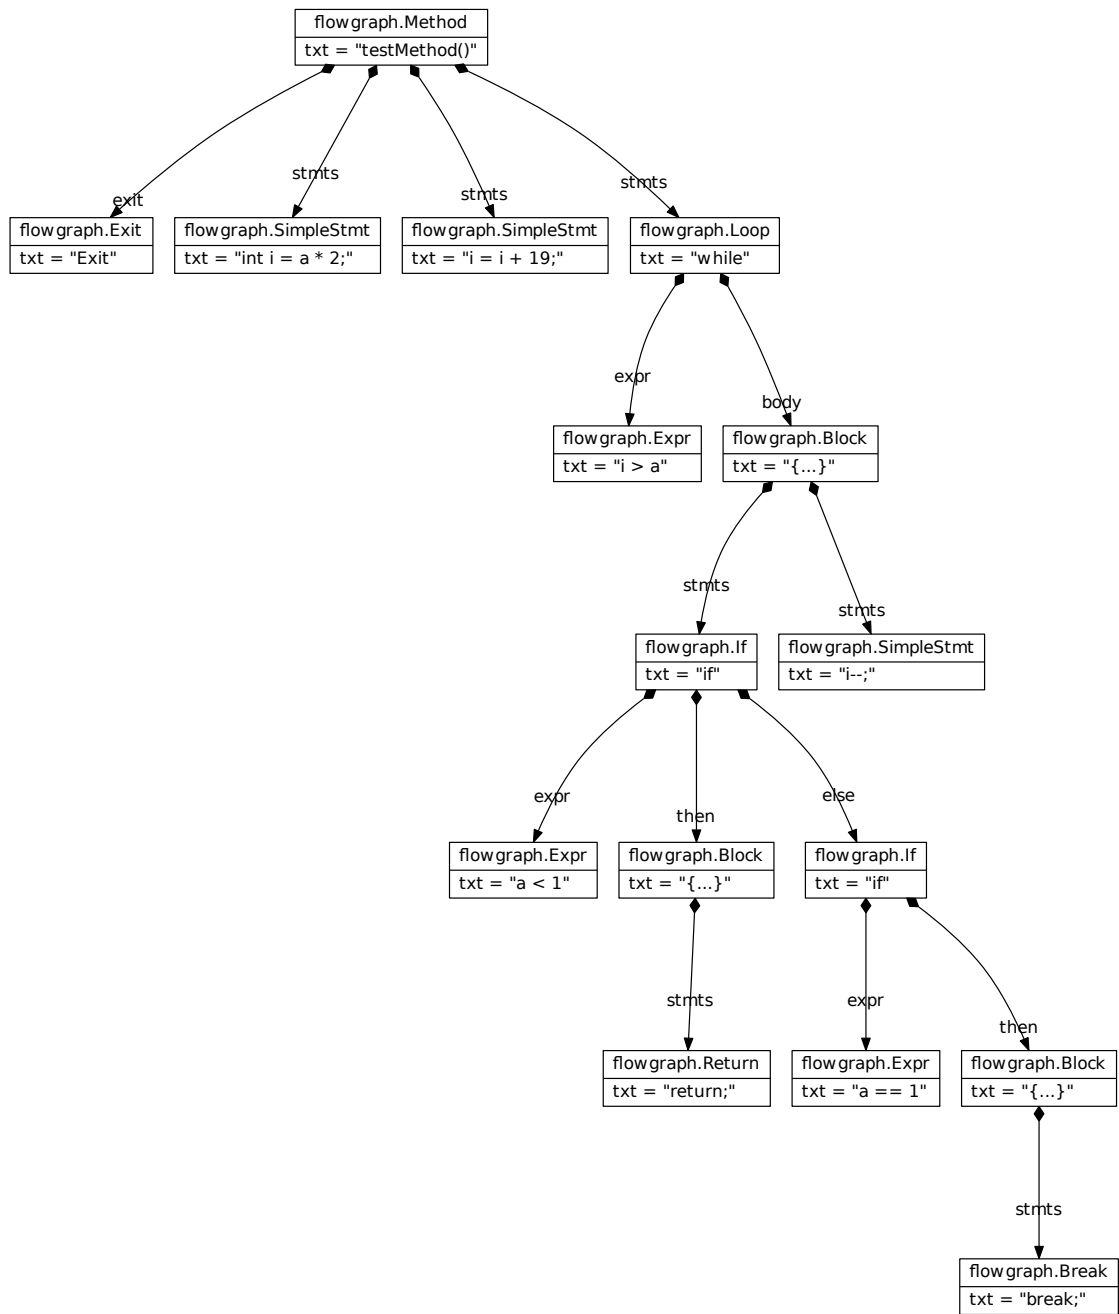 flowgraph.Method
txt = "testMethod()"
exit
stmts
stmts
stmts
flowgraph.Exit
txt = "Exit"
flowgraph.SimpleStmt
txt = "int i = a * 2;"
flowgraph.SimpleStmt
txt = "i = i + 19;"
flowgraph.Loop
txt = "while"
expr
body
flowgraph.Expr
txt = "i > a"
flowgraph.Block
txt = "{...}"
stmts
stmts
flowgraph.If
txt = "if"
flowgraph.SimpleStmt
txt = "i--;"
expr
then
else
flowgraph.Expr
txt = "a < 1"
flowgraph.Block
txt = "{...}"
flowgraph.If
txt = "if"
stmts
expr
then
flowgraph.Return
txt = "return;"
flowgraph.Expr
txt = "a == 1"
flowgraph.Block
txt = "{...}"
stmts
flowgraph.Break
txt = "break;"